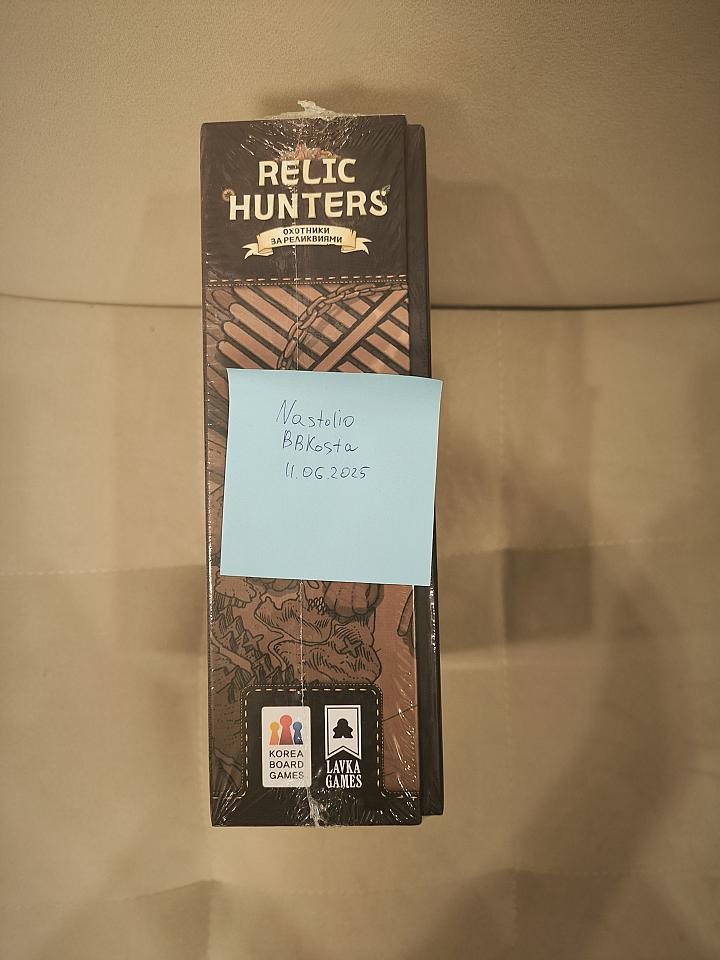 RELIC
HUNTERS
ОХОТНИКИ
ЗА РЕЛИКВИЯМИ
Nastolio
BBKosta
11.06.2025
KOREA
BOARD
GAMES
LAVKA
GAMES